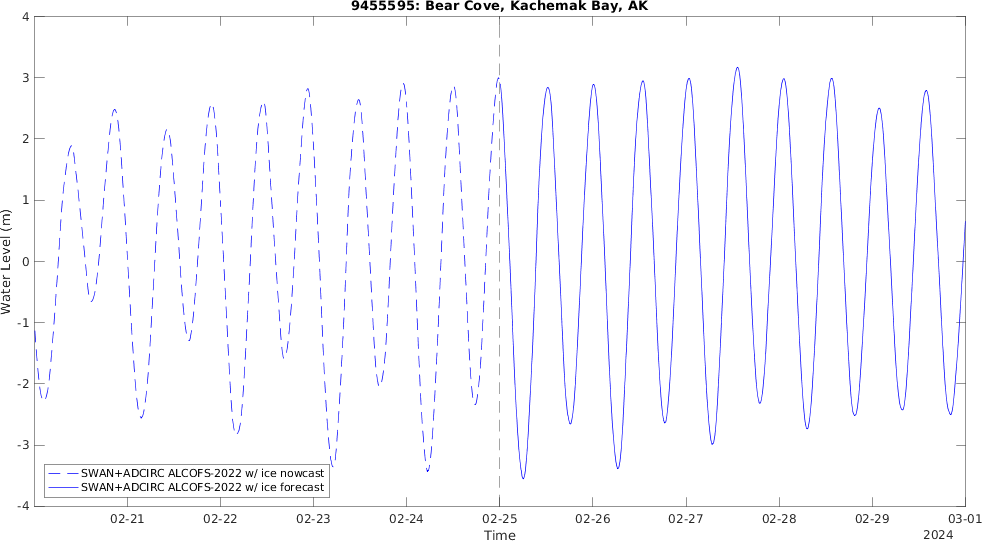 9455595: Bear Cove, Kachemak Bay, AK
4
3
2
1
0
-1
-2
-3
-4
Water Level (m)
SWAN+ADCIRC ALCOFS-2022 w/ ice nowcast
SWAN+ADCIRC ALCOFS-2022 w/ ice forecast
02-21 02-22 02-23 02-24 02-25 02-26 02-27 02-28 02-29 03-01
Time 2024